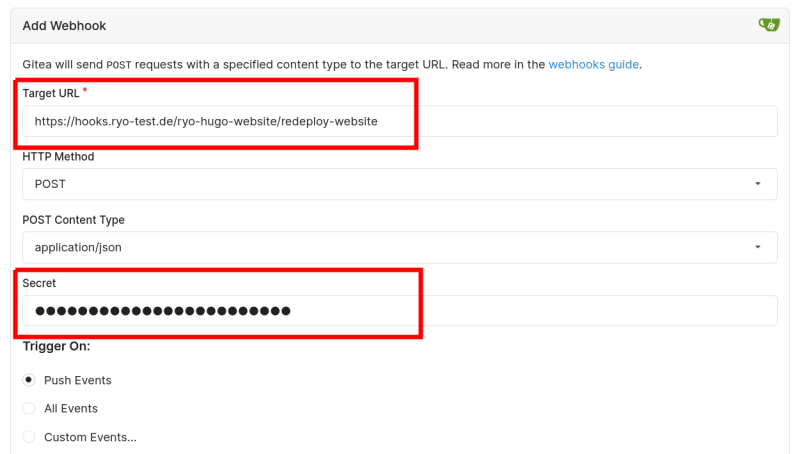 Add Webhook
Gitea will send POST requests with a specified content type to the target URL. Read more in the webhooks guide.
Target URL *
https://hooks.ryo-test.de/ryo-hugo-website/redeploy-website
HTTP Method
POST
POST Content Type
application/json
Secret
●●●●●●●●●●●●●●●●●●●●●●●●
Trigger On:
Push Events
All Events
Custom Events...